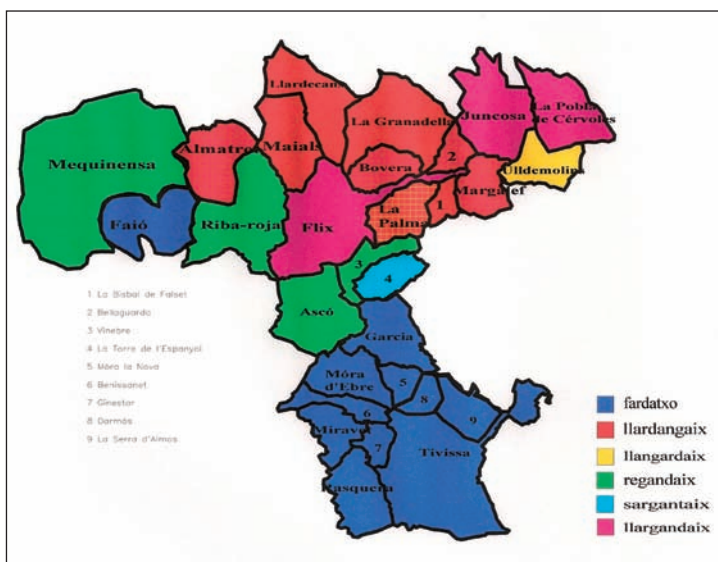 Llardecans
La Granadella
Juncosa
La Pobla
de Cérvoles
Maials
2
Almatret
Mequinensa
Bovera
Ulldemolins
Margalef
La
Palma
1
Faió
Riba-roja
Flix
3
4
Ascó
1 La Bisbal de Falset
2 Bellaguarda
3 Vinebre
4 La Torre de l'Espanyol
5 Móra la Nova
6 Benissanet
7 Ginestar
8 Darmós
9 La Serra d'Almos
Garcia
Móra
d'Ebre
5
8
6
9
Miravet
7
Tivissa
Rasquera
fardatxo
llardangaix
llangardaix
regandaix
sargantaix
llargandaix